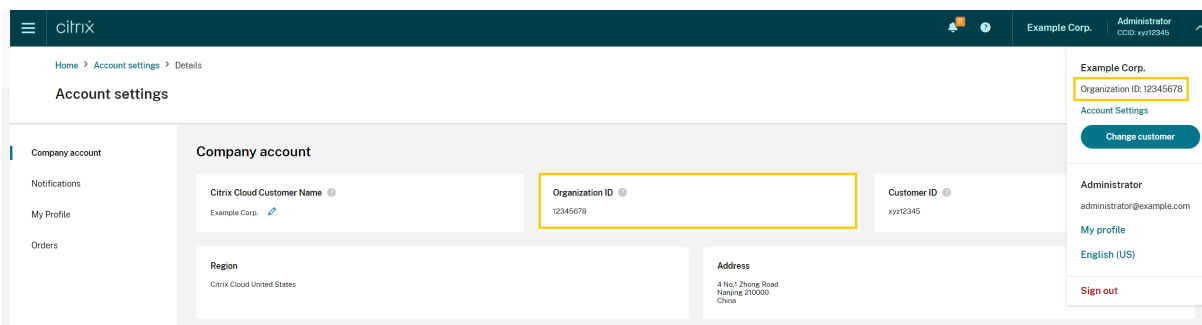 citrix
11
?
Example Corp.
Administrator
CCID: xyz12345
Home > Account settings > Details
Account settings
Example Corp.
Organization ID: 12345678
Account Settings
Change customer
Administrator
administrator@example.com
My profile
English (US)
Sign out
Company account
Notifications
My Profile
Orders
Company account
Citrix Cloud Customer Name ?
Example Corp.
Organization ID ?
12345678
Customer ID ?
xyz12345
Region
Citrix Cloud United States
Address
4 No.1 Zhong Road
Nanjing 210000
China